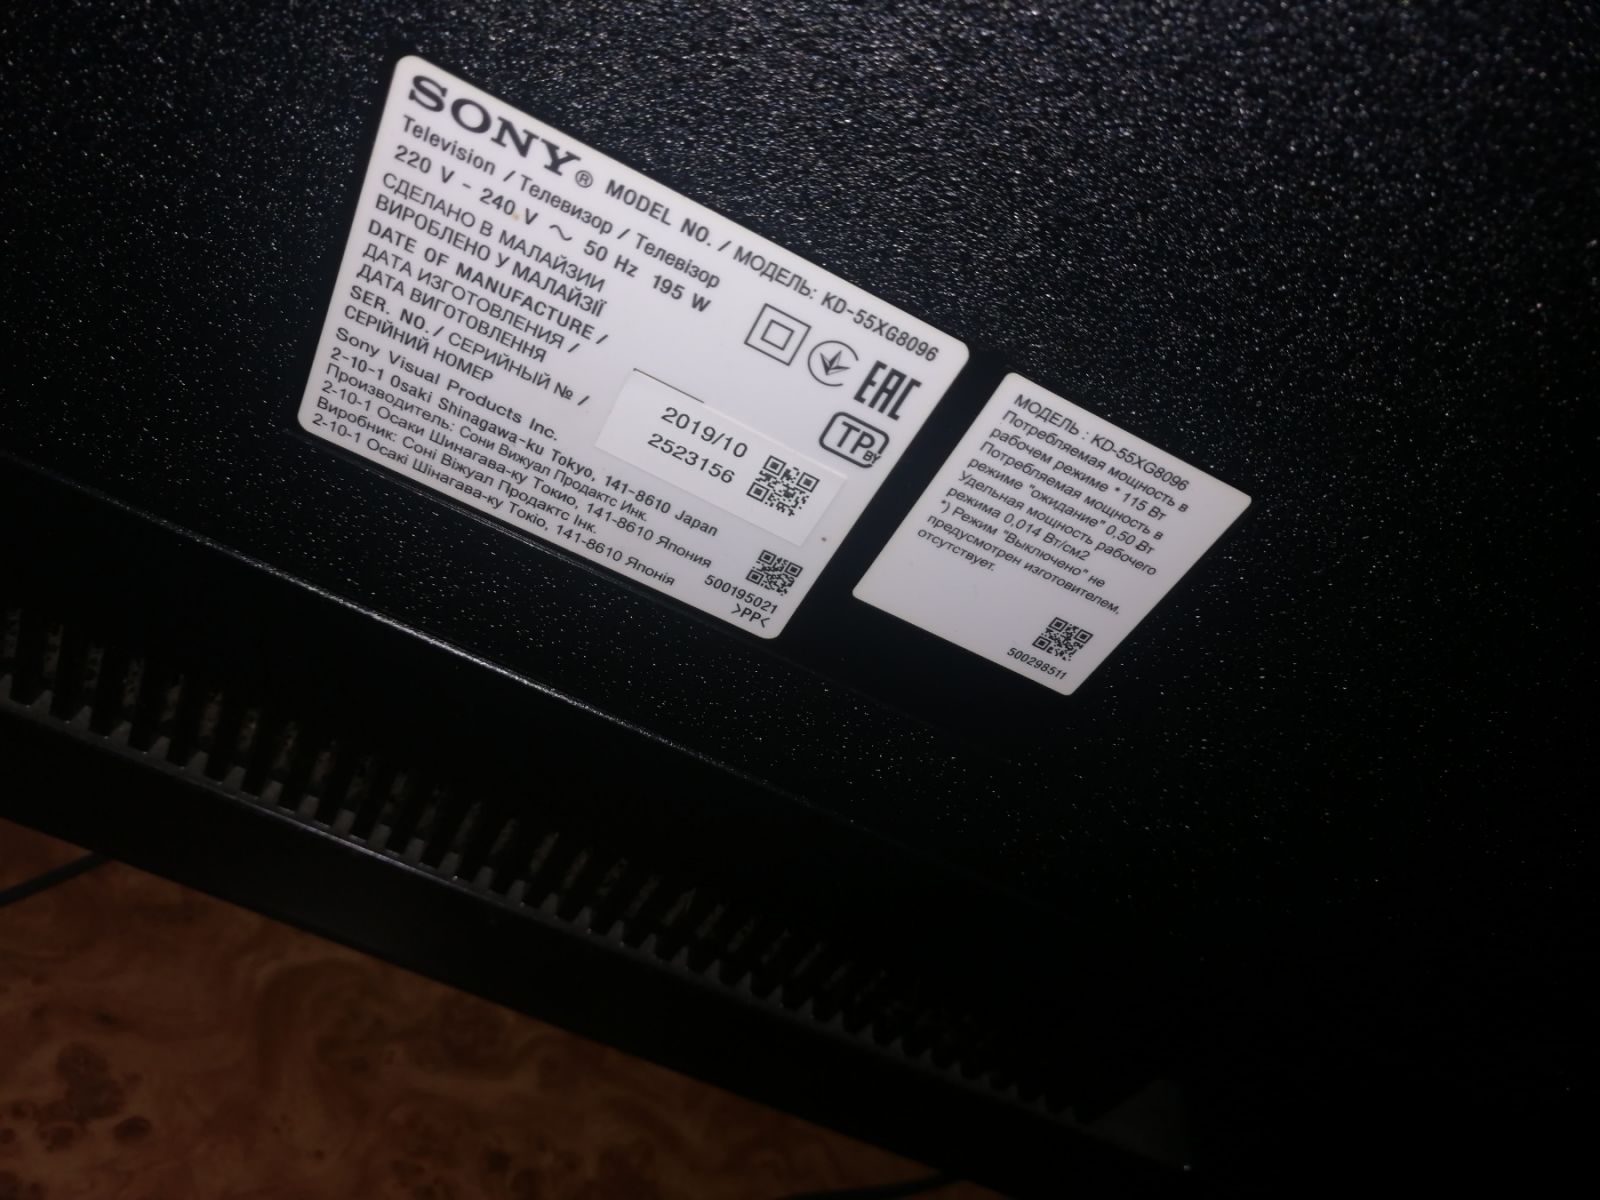 SONY® MODEL NO. / МОДЕЛЬ: KD-55XG8096
Television / Телевизор / Телевізор
220 V - 240 V ~ 50 Hz 195 W
СДЕЛАНО В МАЛАЙЗИИ
ВИРОБЛЕНО У МАЛАЙЗІЇ
DATE OF MANUFACTURE /
ДАТА ИЗГОТОВЛЕНИЯ /
ДАТА ВИГОТОВЛЕННЯ
SER. NO. / СЕРИЙНЫЙ № /
СЕРІЙНИЙ НОМЕР
2019/10
2523156
EAC
TP BY
Sony Visual Products Inc.
2-10-1 Osaki Shinagawa-ku Tokyo, 141-8610 Japan
Производитель: Сони Вижуал Продактс Инк.
2-10-1 Осаки Шинагава-ку Токио, 141-8610 Япония
Виробник: Соні Віжуал Продактс Інк.
2-10-1 Осакі Шінагава-ку Токіо, 141-8610 Японія
500195021
>PP<
МОДЕЛЬ : KD-55XG8096
Потребляемая мощность в
рабочем режиме * 115 Вт
Потребляемая мощность в
режиме "ожидание" 0,50 Вт
Удельная мощность рабочего
режима 0,014 Вт/см2
*) Режим "Выключено" не
предусмотрен изготовителем,
отсутствует.
500298511